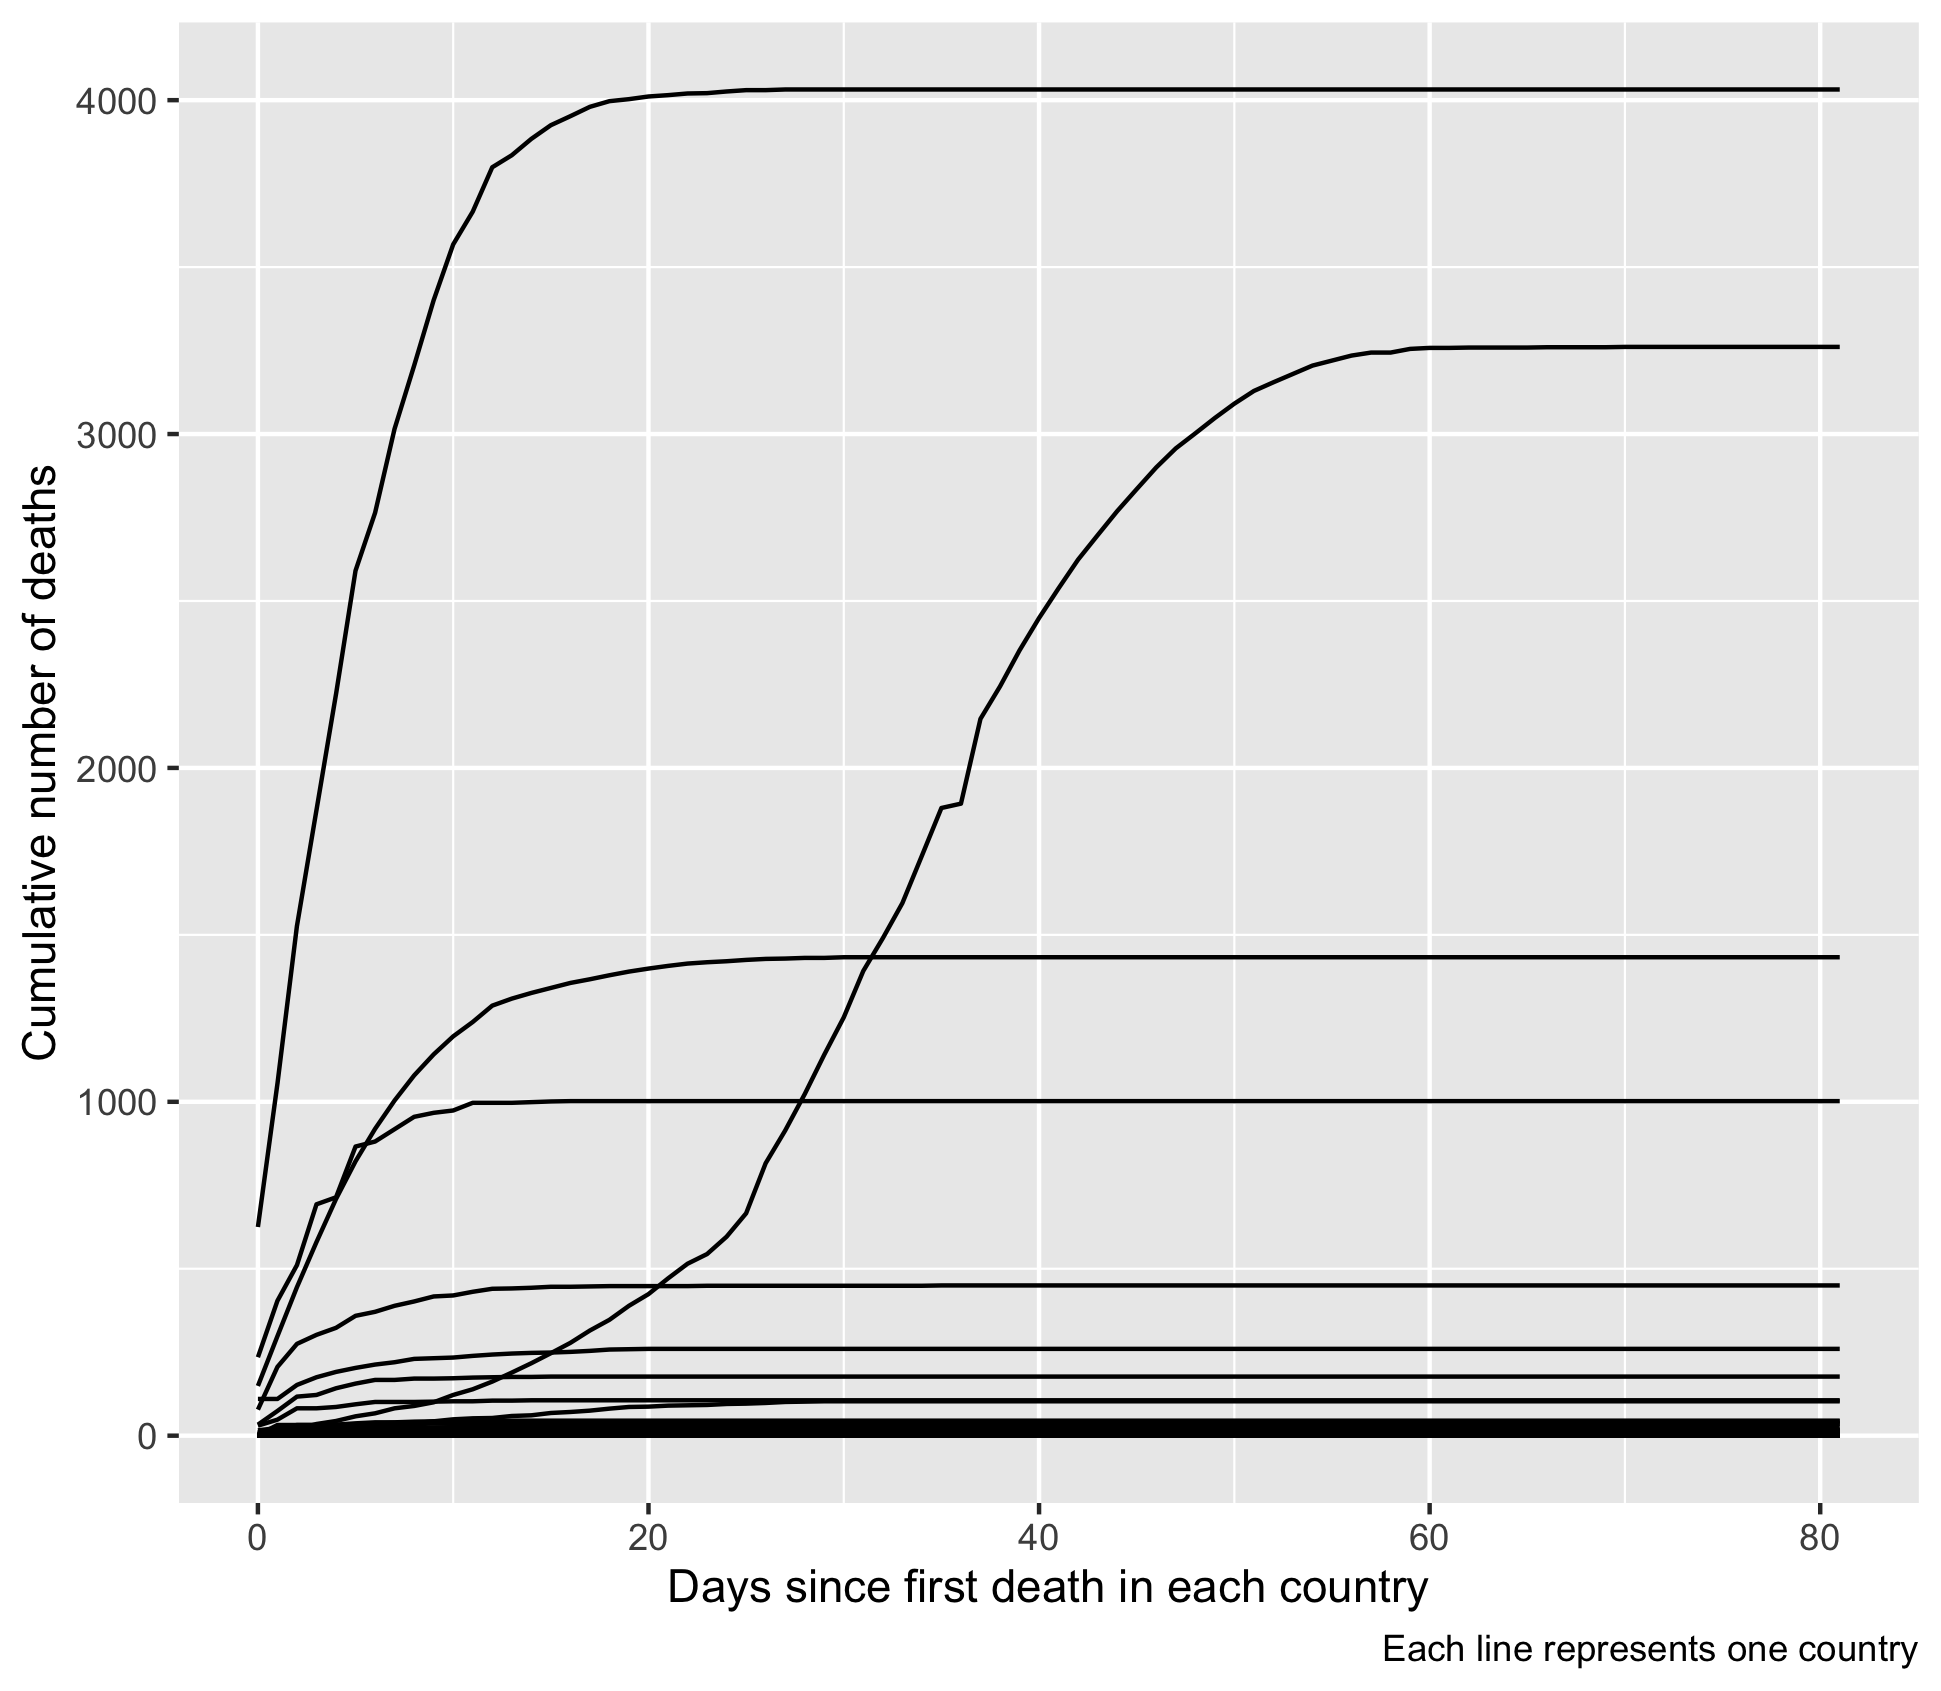 4000
3000
2000
1000
0
Cumulative number of deaths
0 20 40 60 80
Days since first death in each country
Each line represents one country